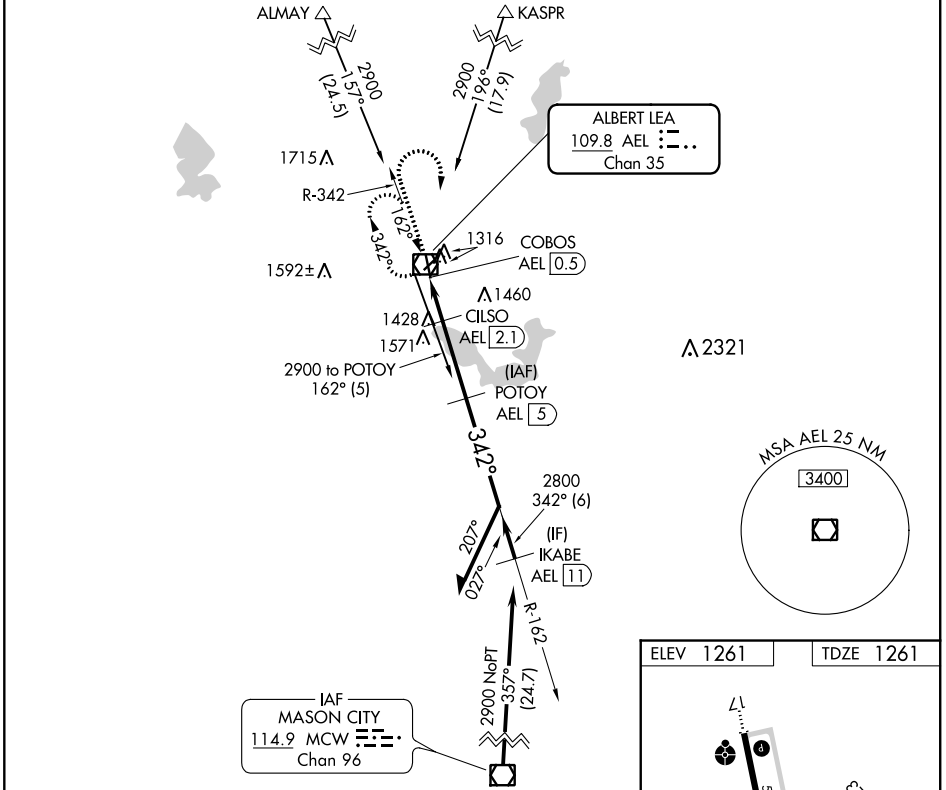 ALMAY
KASPR
2900
157°
(24.5)
2900
196°
(17.9)
ALBERT LEA
109.8 AEL
Chan 35
1715
R-342
162°
342°
1316
COBOS
AEL 0.5
1592±
1460
1428
CILSO
AEL 2.1
1571
2321
2900 to POTOY
162° (5)
(IAF)
POTOY
AEL 5
342°
MSA AEL 25 NM
3400
2800
342° (6)
(IF)
IKABE
AEL 11
207°
027°
R-162
2900 NoPT
357°
(24.7)
IAF
MASON CITY
114.9 MCW
Chan 96
ELEV 1261
TDZE 1261
17
P